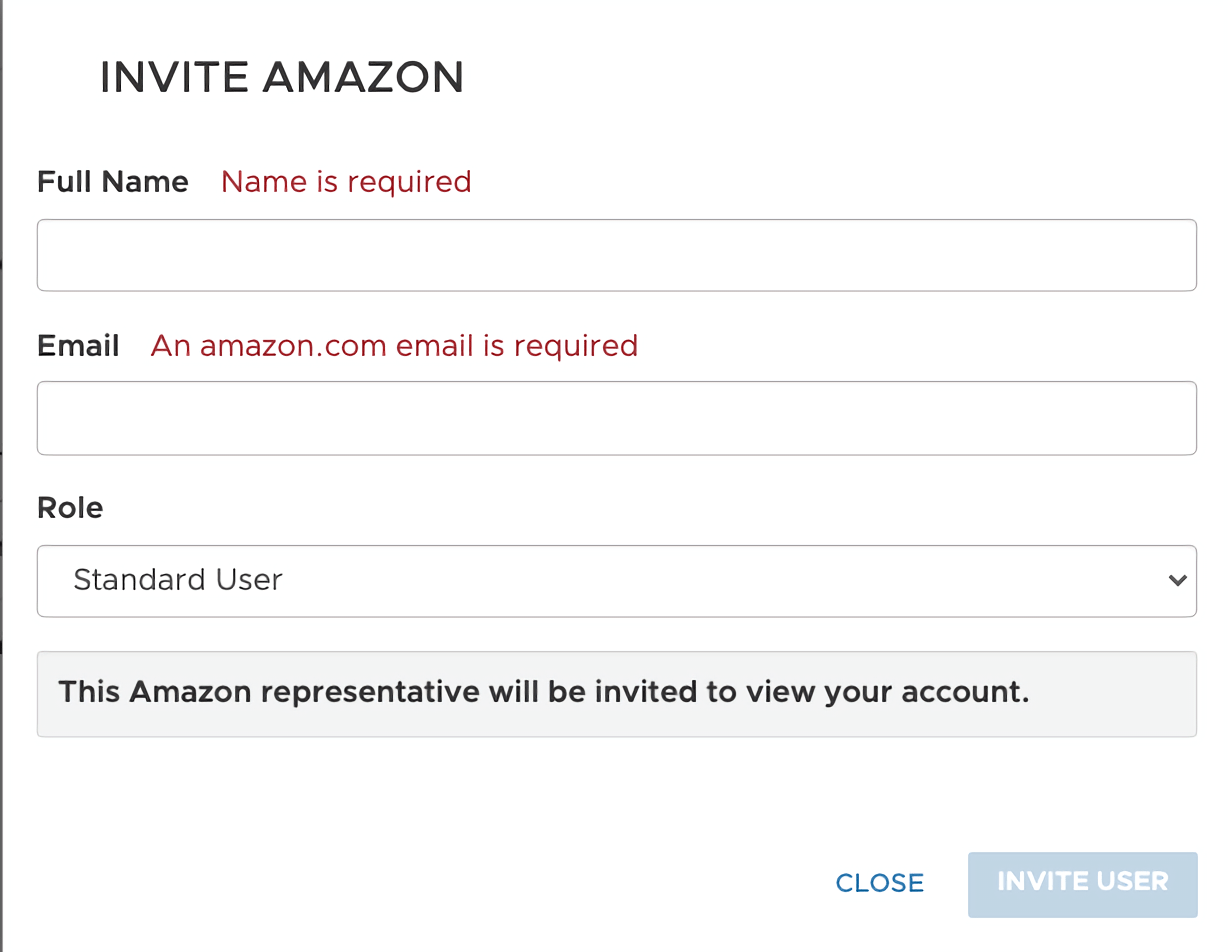 INVITE AMAZON
Full Name Name is required
Email An amazon.com email is required
Role
Standard User
This Amazon representative will be invited to view your account.
CLOSE INVITE USER